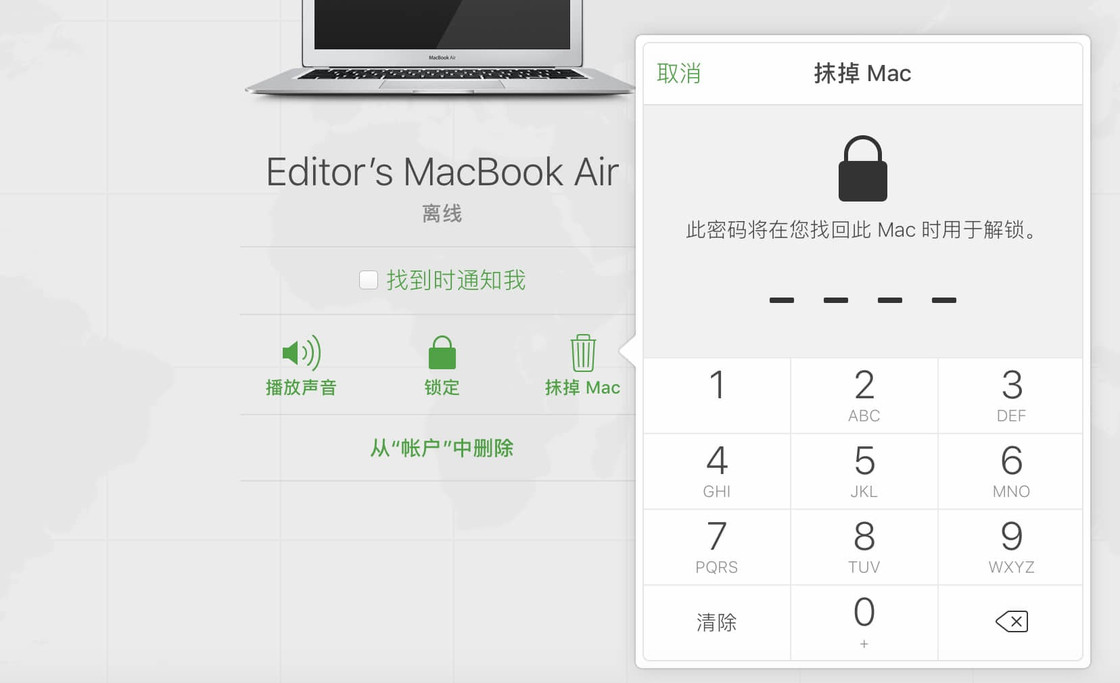 MacBook Air
Editor’s MacBook Air
离线
找到时通知我
播放声音
锁定
抹掉 Mac
从“帐户”中删除
取消
抹掉 Mac
此密码将在您找回此 Mac 时用于解锁。
1
2
ABC
3
DEF
4
GHI
5
JKL
6
MNO
7
PQRS
8
TUV
9
WXYZ
清除
0
+